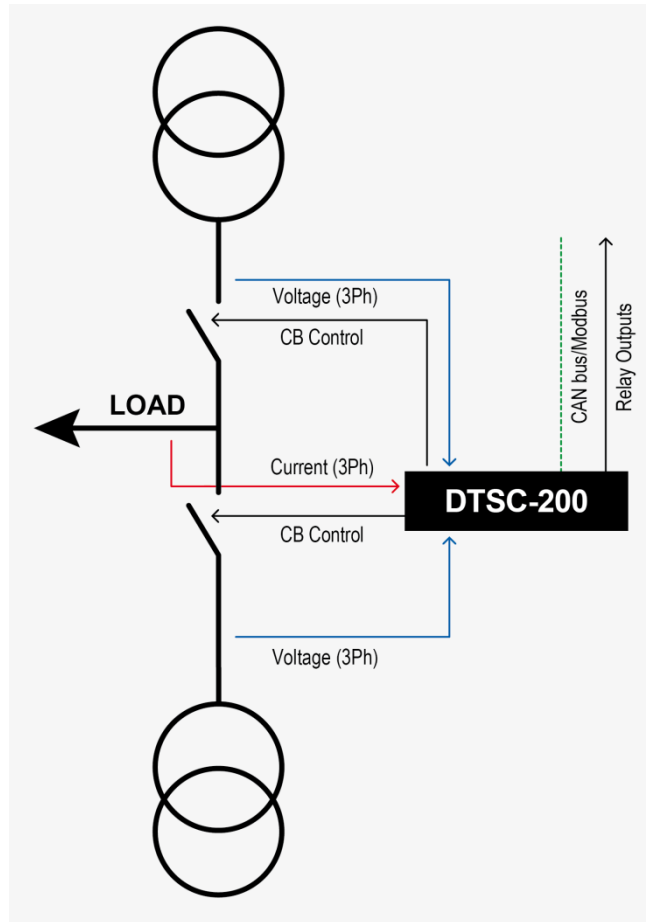 Voltage (3Ph)
CB Control
LOAD
Current (3Ph)
CB Control
Voltage (3Ph)
DTSC-200
CAN bus/Modbus
Relay Outputs